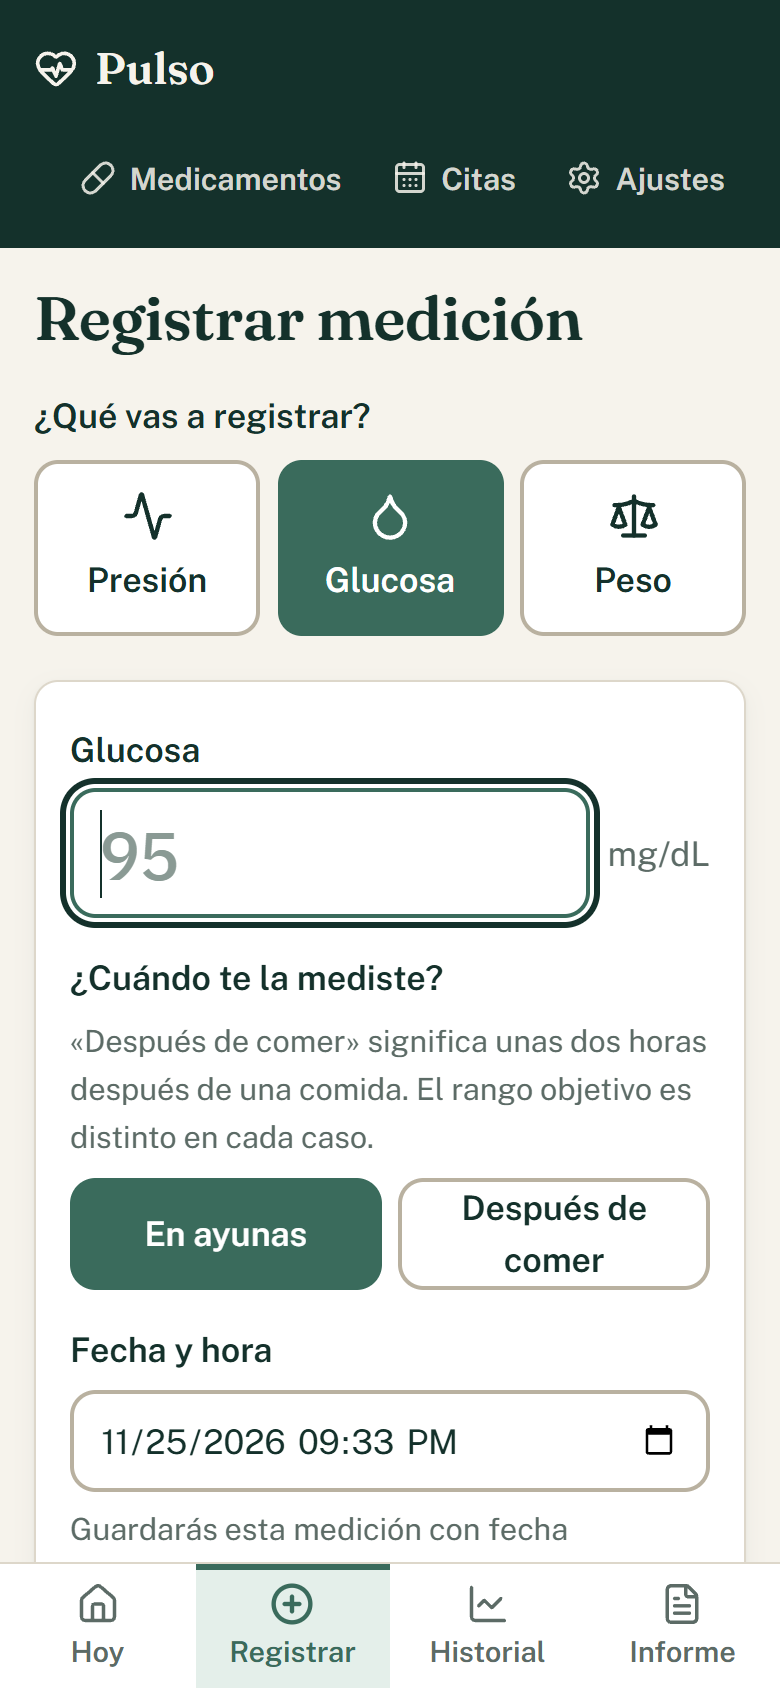 Pulso
Medicamentos
Citas
Ajustes
Registrar medición
¿Qué vas a registrar?
Presión
Glucosa
Peso
Glucosa
95
mg/dL
¿Cuándo te la mediste?
«Después de comer» significa unas dos horas
después de una comida. El rango objetivo es
distinto en cada caso.
En ayunas
Después de
comer
Fecha y hora
11/25/2026 09:33 PM
Guardarás esta medición con fecha
Hoy
Registrar
Historial
Informe